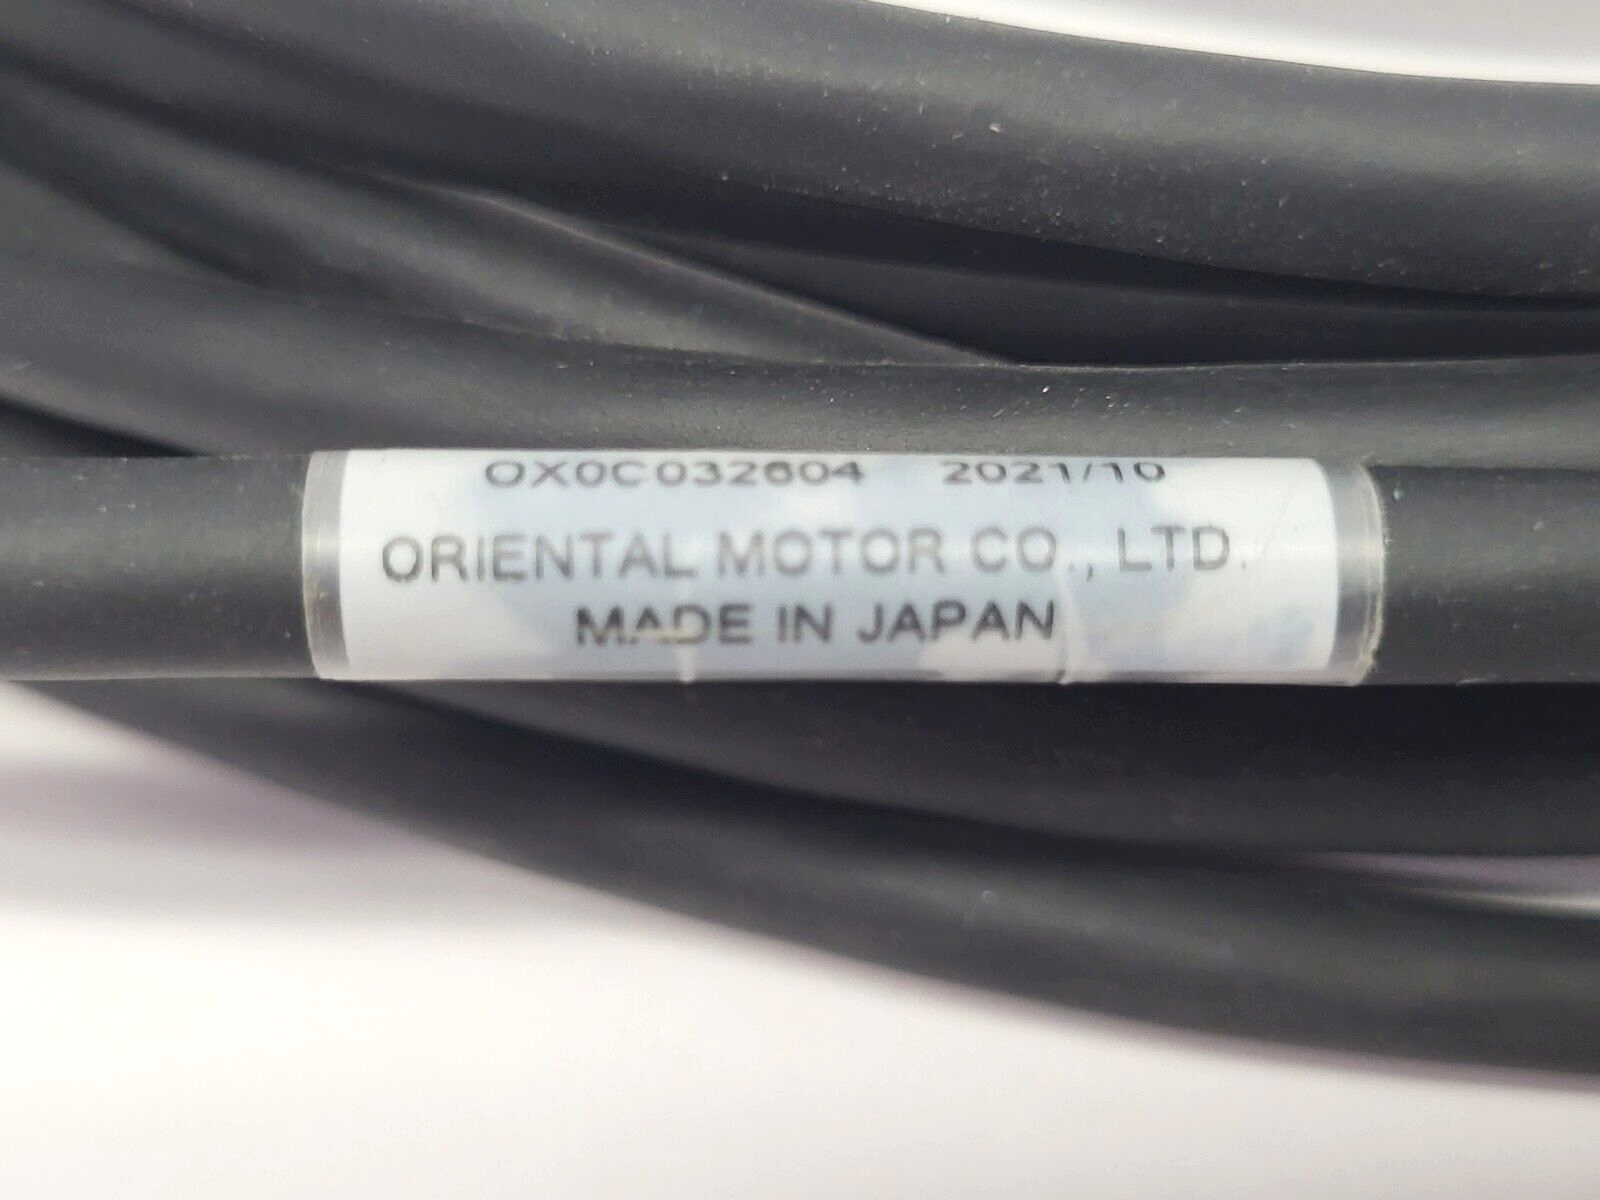 OX0C032604 2021/10
ORIENTAL MOTOR CO., LTD.
MADE IN JAPAN